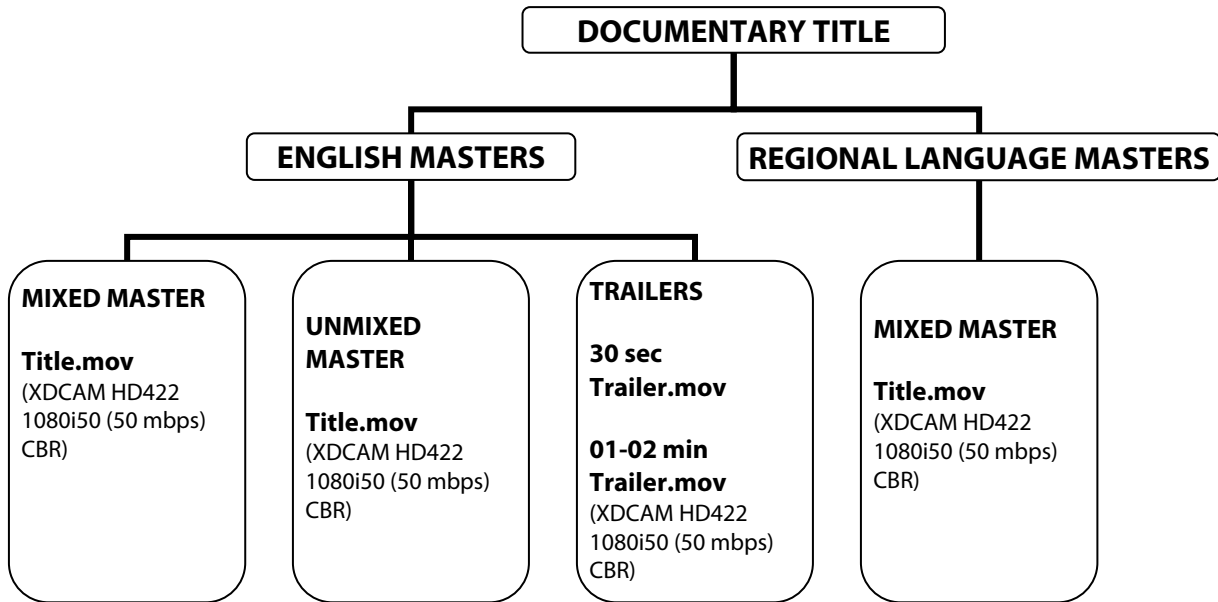 DOCUMENTARY TITLE
ENGLISH MASTERS
REGIONAL LANGUAGE MASTERS
MIXED MASTER
Title.mov
(XDCAM HD422
1080i50 (50 mbps)
CBR)
UNMIXED
MASTER
Title.mov
(XDCAM HD422
1080i50 (50 mbps)
CBR)
TRAILERS
30 sec
Trailer.mov
01-02 min
Trailer.mov
(XDCAM HD422
1080i50 (50 mbps)
CBR)
MIXED MASTER
Title.mov
(XDCAM HD422
1080i50 (50 mbps)
CBR)